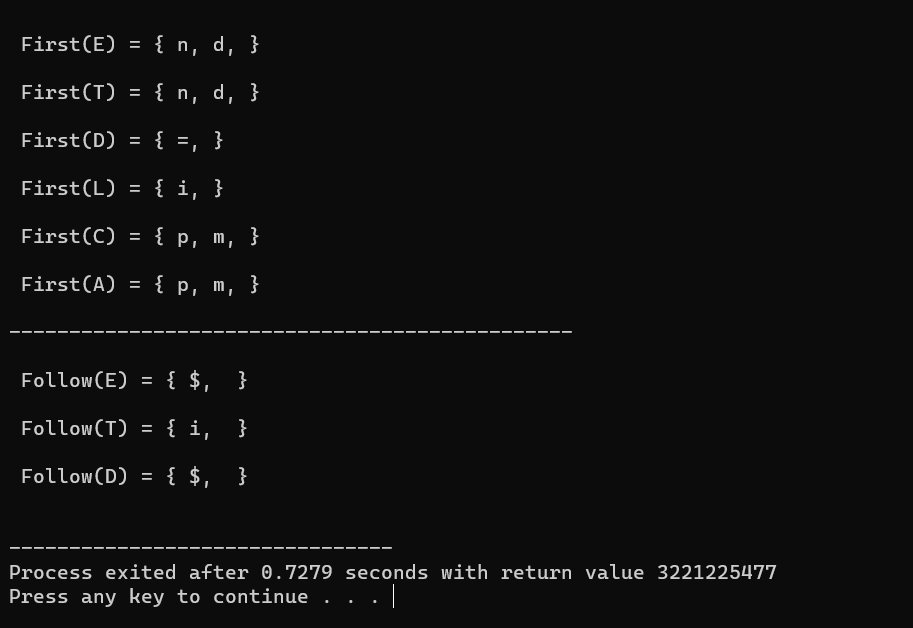 First(E) = { n, d, }
First(T) = { n, d, }
First(D) = { =, }
First(L) = { i, }
First(C) = { p, m, }
First(A) = { p, m, }
-----------------------------------------------
Follow(E) = { $,  }
Follow(T) = { i,  }
Follow(D) = { $,  }
--------------------------------
Process exited after 0.7279 seconds with return value 3221225477
Press any key to continue . . .